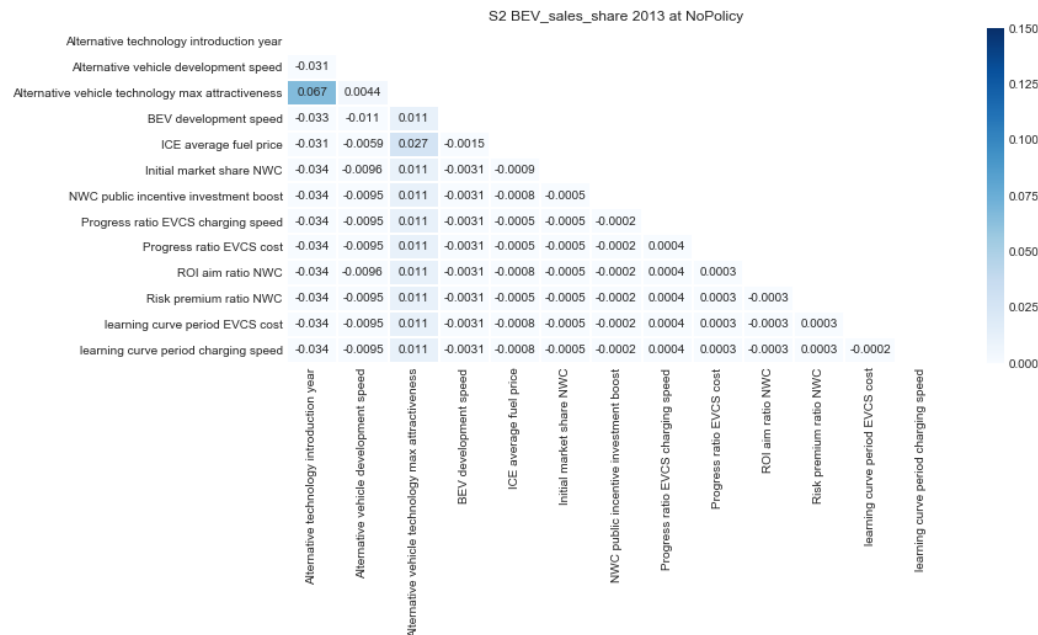 S2 BEV_sales_share 2013 at NoPolicy
Alternative technology introduction year
Alternative vehicle development speed -0.031
Alternative vehicle technology max attractiveness 0.067 0.0044
BEV development speed -0.033 -0.011 0.011
ICE average fuel price -0.031 -0.0059 0.027 -0.0015
Initial market share NWC -0.034 -0.0096 0.011 -0.0031 -0.0009
NWC public incentive investment boost -0.034 -0.0095 0.011 -0.0031 -0.0008 -0.0005
Progress ratio EVCS charging speed -0.034 -0.0095 0.011 -0.0031 -0.0005 -0.0005 -0.0002
Progress ratio EVCS cost -0.034 -0.0095 0.011 -0.0031 -0.0005 -0.0005 -0.0002 0.0004
ROI aim ratio NWC -0.034 -0.0096 0.011 -0.0031 -0.0008 -0.0005 -0.0002 0.0004 0.0003
Risk premium ratio NWC -0.034 -0.0095 0.011 -0.0031 -0.0005 -0.0005 -0.0002 0.0004 0.0003 -0.0003
learning curve period EVCS cost -0.034 -0.0095 0.011 -0.0031 -0.0008 -0.0005 -0.0002 0.0004 0.0003 -0.0003 0.0003
learning curve period charging speed -0.034 -0.0095 0.011 -0.0031 -0.0008 -0.0005 -0.0002 0.0004 0.0003 -0.0003 0.0003 -0.0002
Alternative technology introduction year
Alternative vehicle development speed
Alternative vehicle technology max attractiveness
BEV development speed
ICE average fuel price
Initial market share NWC
NWC public incentive investment boost
Progress ratio EVCS charging speed
Progress ratio EVCS cost
ROI aim ratio NWC
Risk premium ratio NWC
learning curve period EVCS cost
learning curve period charging speed
0.150
0.125
0.100
0.075
0.050
0.025
0.000